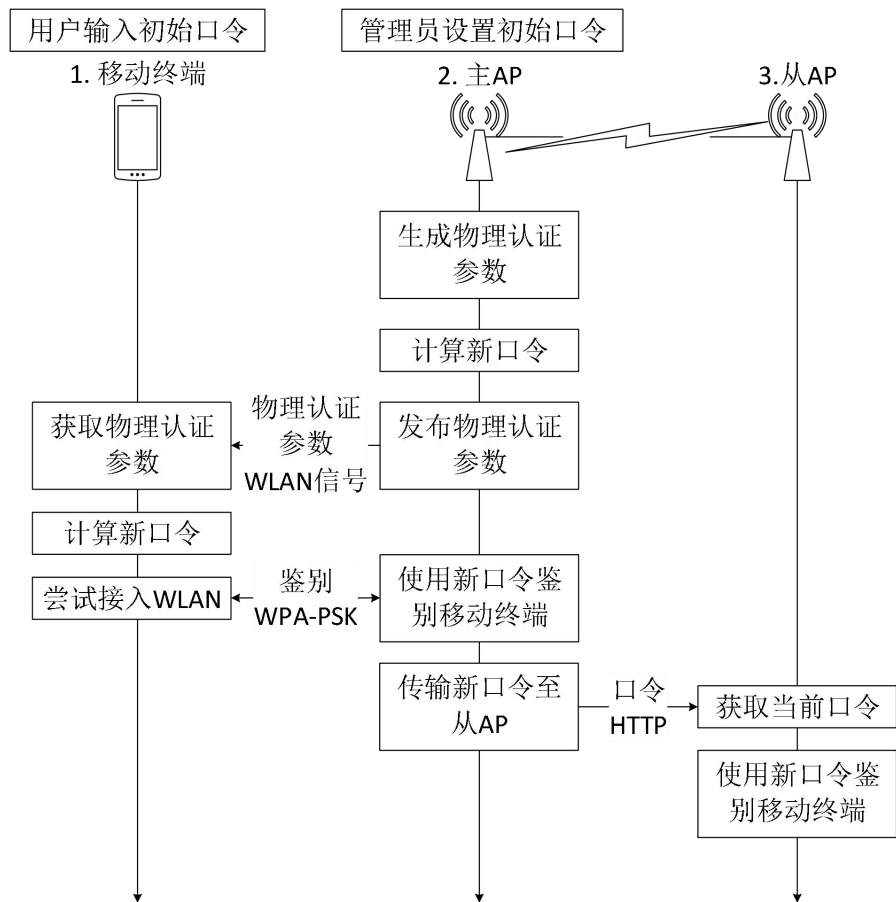 用户输入初始口令
管理员设置初始口令
1. 移动终端
2. 主AP
3.从AP
生成物理认证
参数
计算新口令
获取物理认证
参数
物理认证
参数
WLAN信号
发布物理认证
参数
计算新口令
尝试接入WLAN
鉴别
WPA-PSK
使用新口令鉴
别移动终端
传输新口令至
从AP
口令
HTTP
获取当前口令
使用新口令鉴
别移动终端